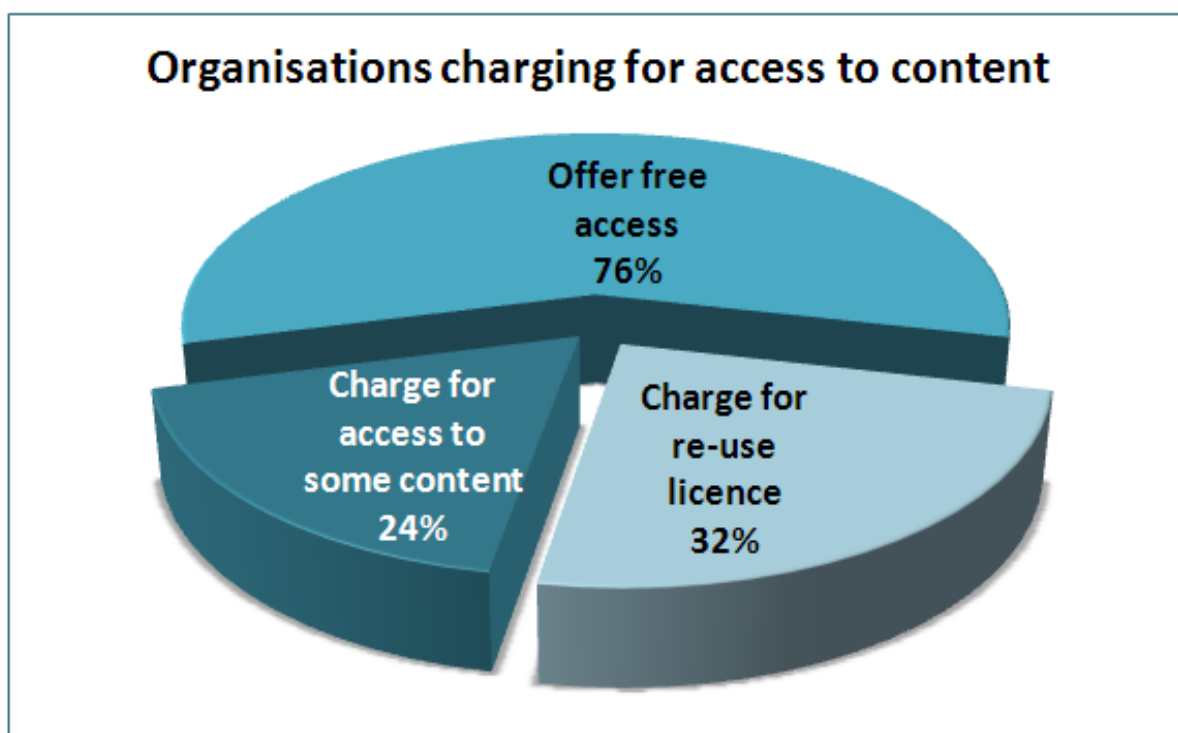 Organisations charging for access to content
Offer free
access
76%
Charge for
access to
some content
24%
Charge for
re-use
licence
32%